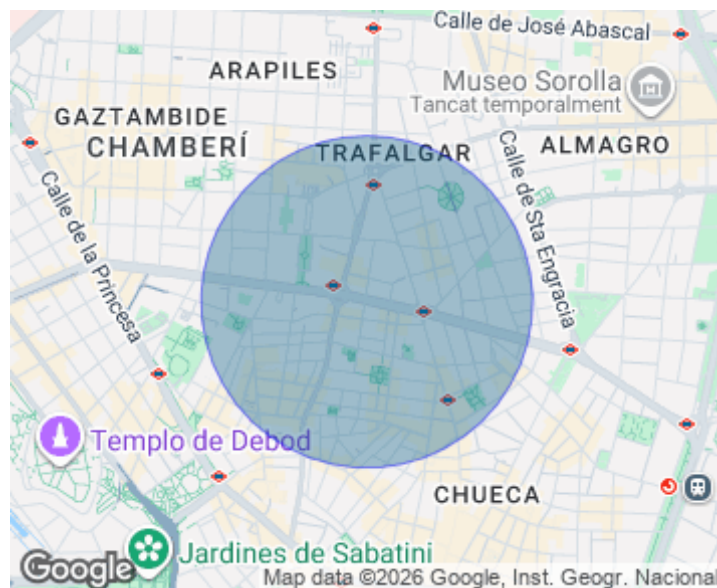 Calle de José Abascal
ARAPILES
Museo Sorolla
Tancat temporalment
GAZTAMBIDE
CHAMBERÍ
TRAFALGAR
ALMAGRO
Calle de Sta Engracia
Calle de la Princesa
Templo de Debod
CHUECA
Jardines de Sabatini
Google
Map data ©2026 Google, Inst. Geogr. Nacional